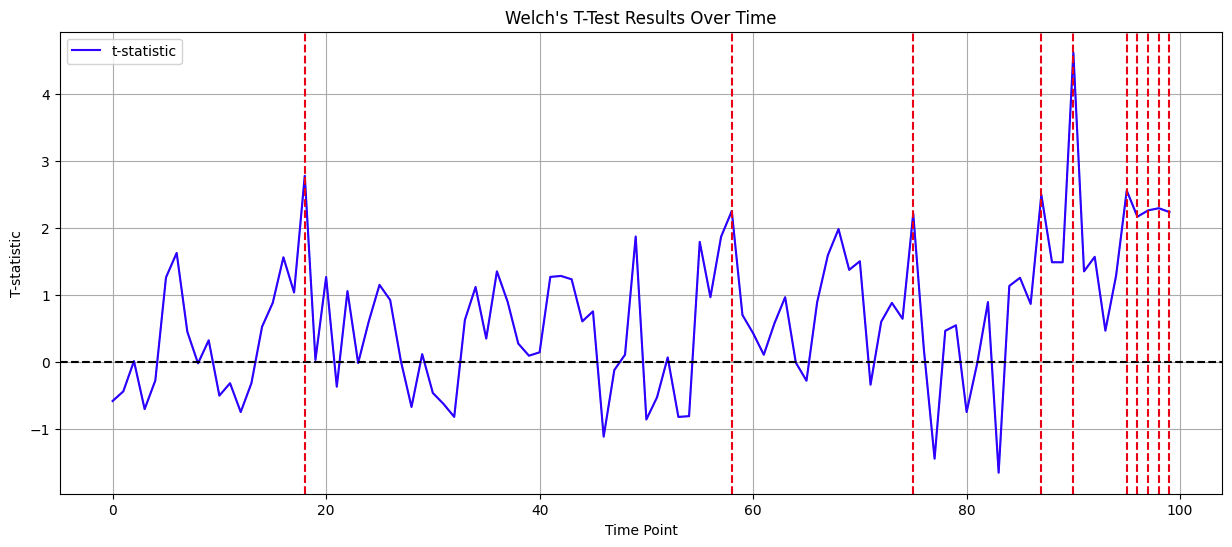 Welch's T-Test Results Over Time
t-statistic
T-statistic
4
3
2
1
0
−1
0 20 40 60 80 100
Time Point